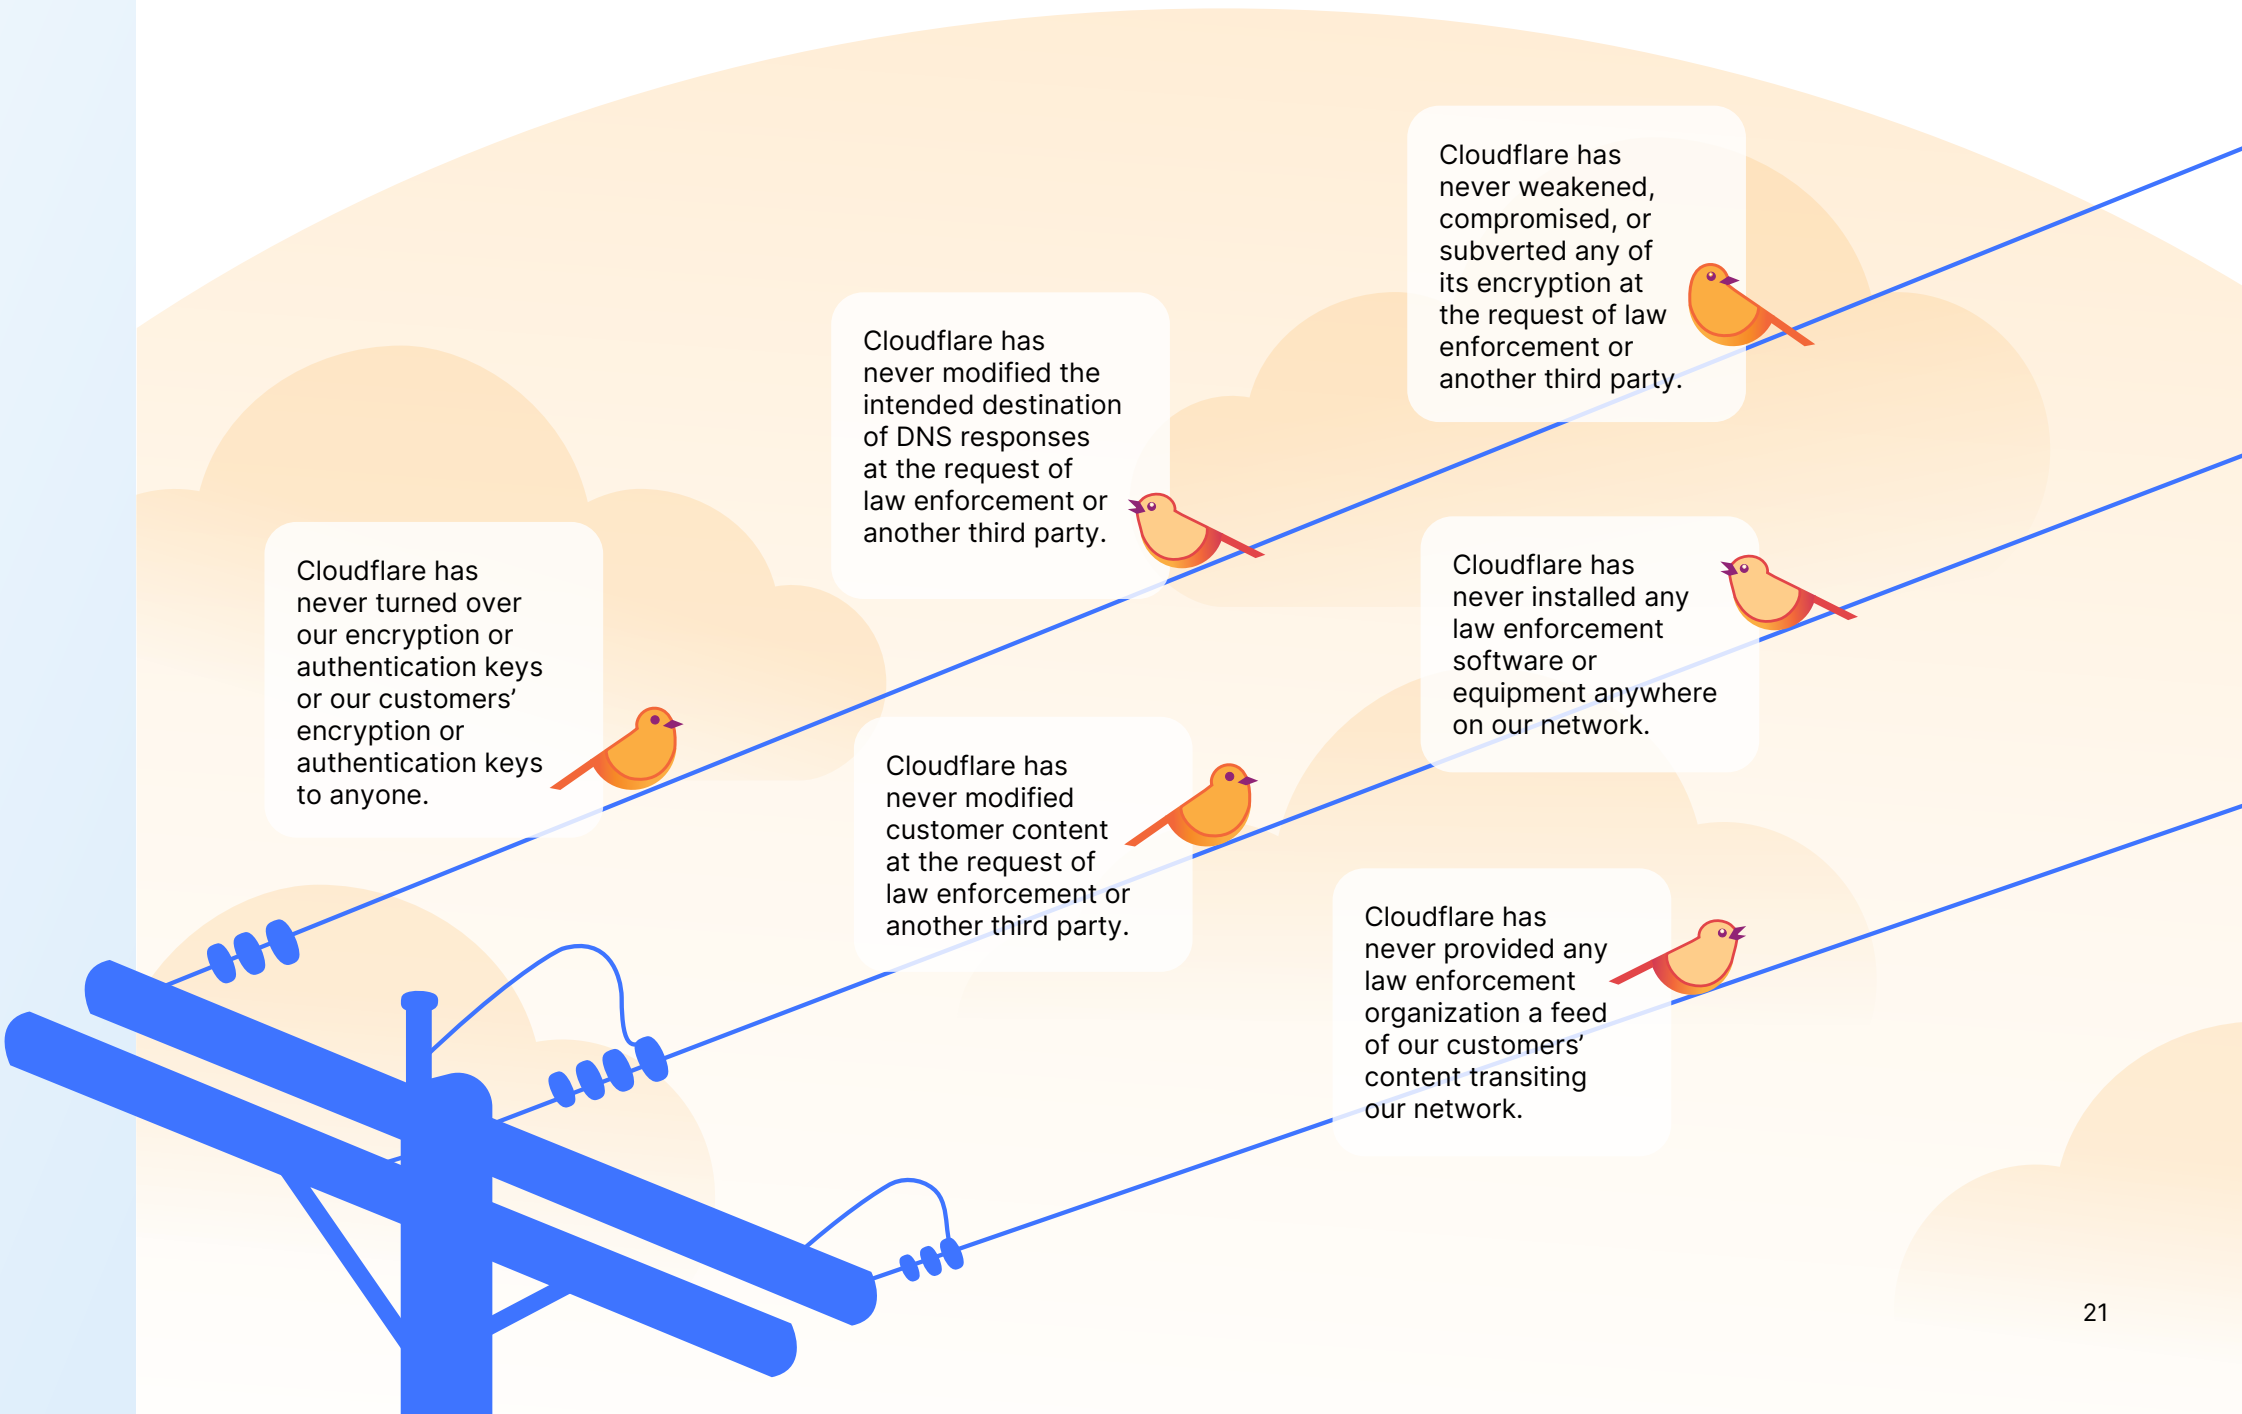 Cloudflare has
never turned over
our encryption or
authentication keys
or our customers’
encryption or
authentication keys
to anyone.
Cloudflare has
never modified the
intended destination
of DNS responses
at the request of
law enforcement or
another third party.
Cloudflare has
never weakened,
compromised, or
subverted any of
its encryption at
the request of law
enforcement or
another third party.
Cloudflare has
never modified
customer content
at the request of
law enforcement or
another third party.
Cloudflare has
never installed any
law enforcement
software or
equipment anywhere
on our network.
Cloudflare has
never provided any
law enforcement
organization a feed
of our customers’
content transiting
our network.
21